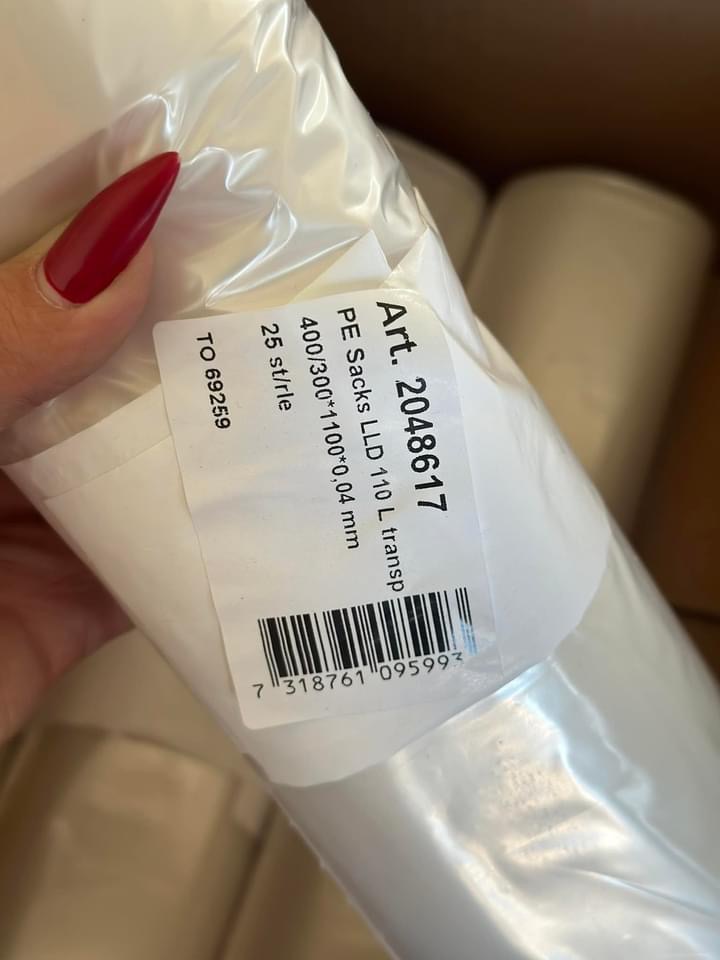 Art. 2048617
PE Sacks LLD 110 L transp
400/300*1100*0,04 mm
25 st/rle
TO 69259
7 318761 095993